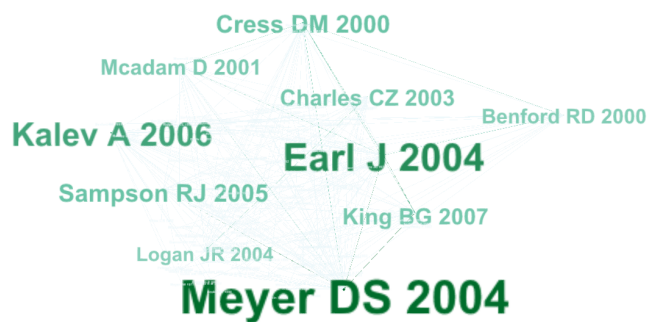 Cress DM 2000
Mcadam D 2001
Charles CZ 2003
Benford RD 2000
Kalev A 2006
Earl J 2004
Sampson RJ 2005
King BG 2007
Logan JR 2004
Meyer DS 2004